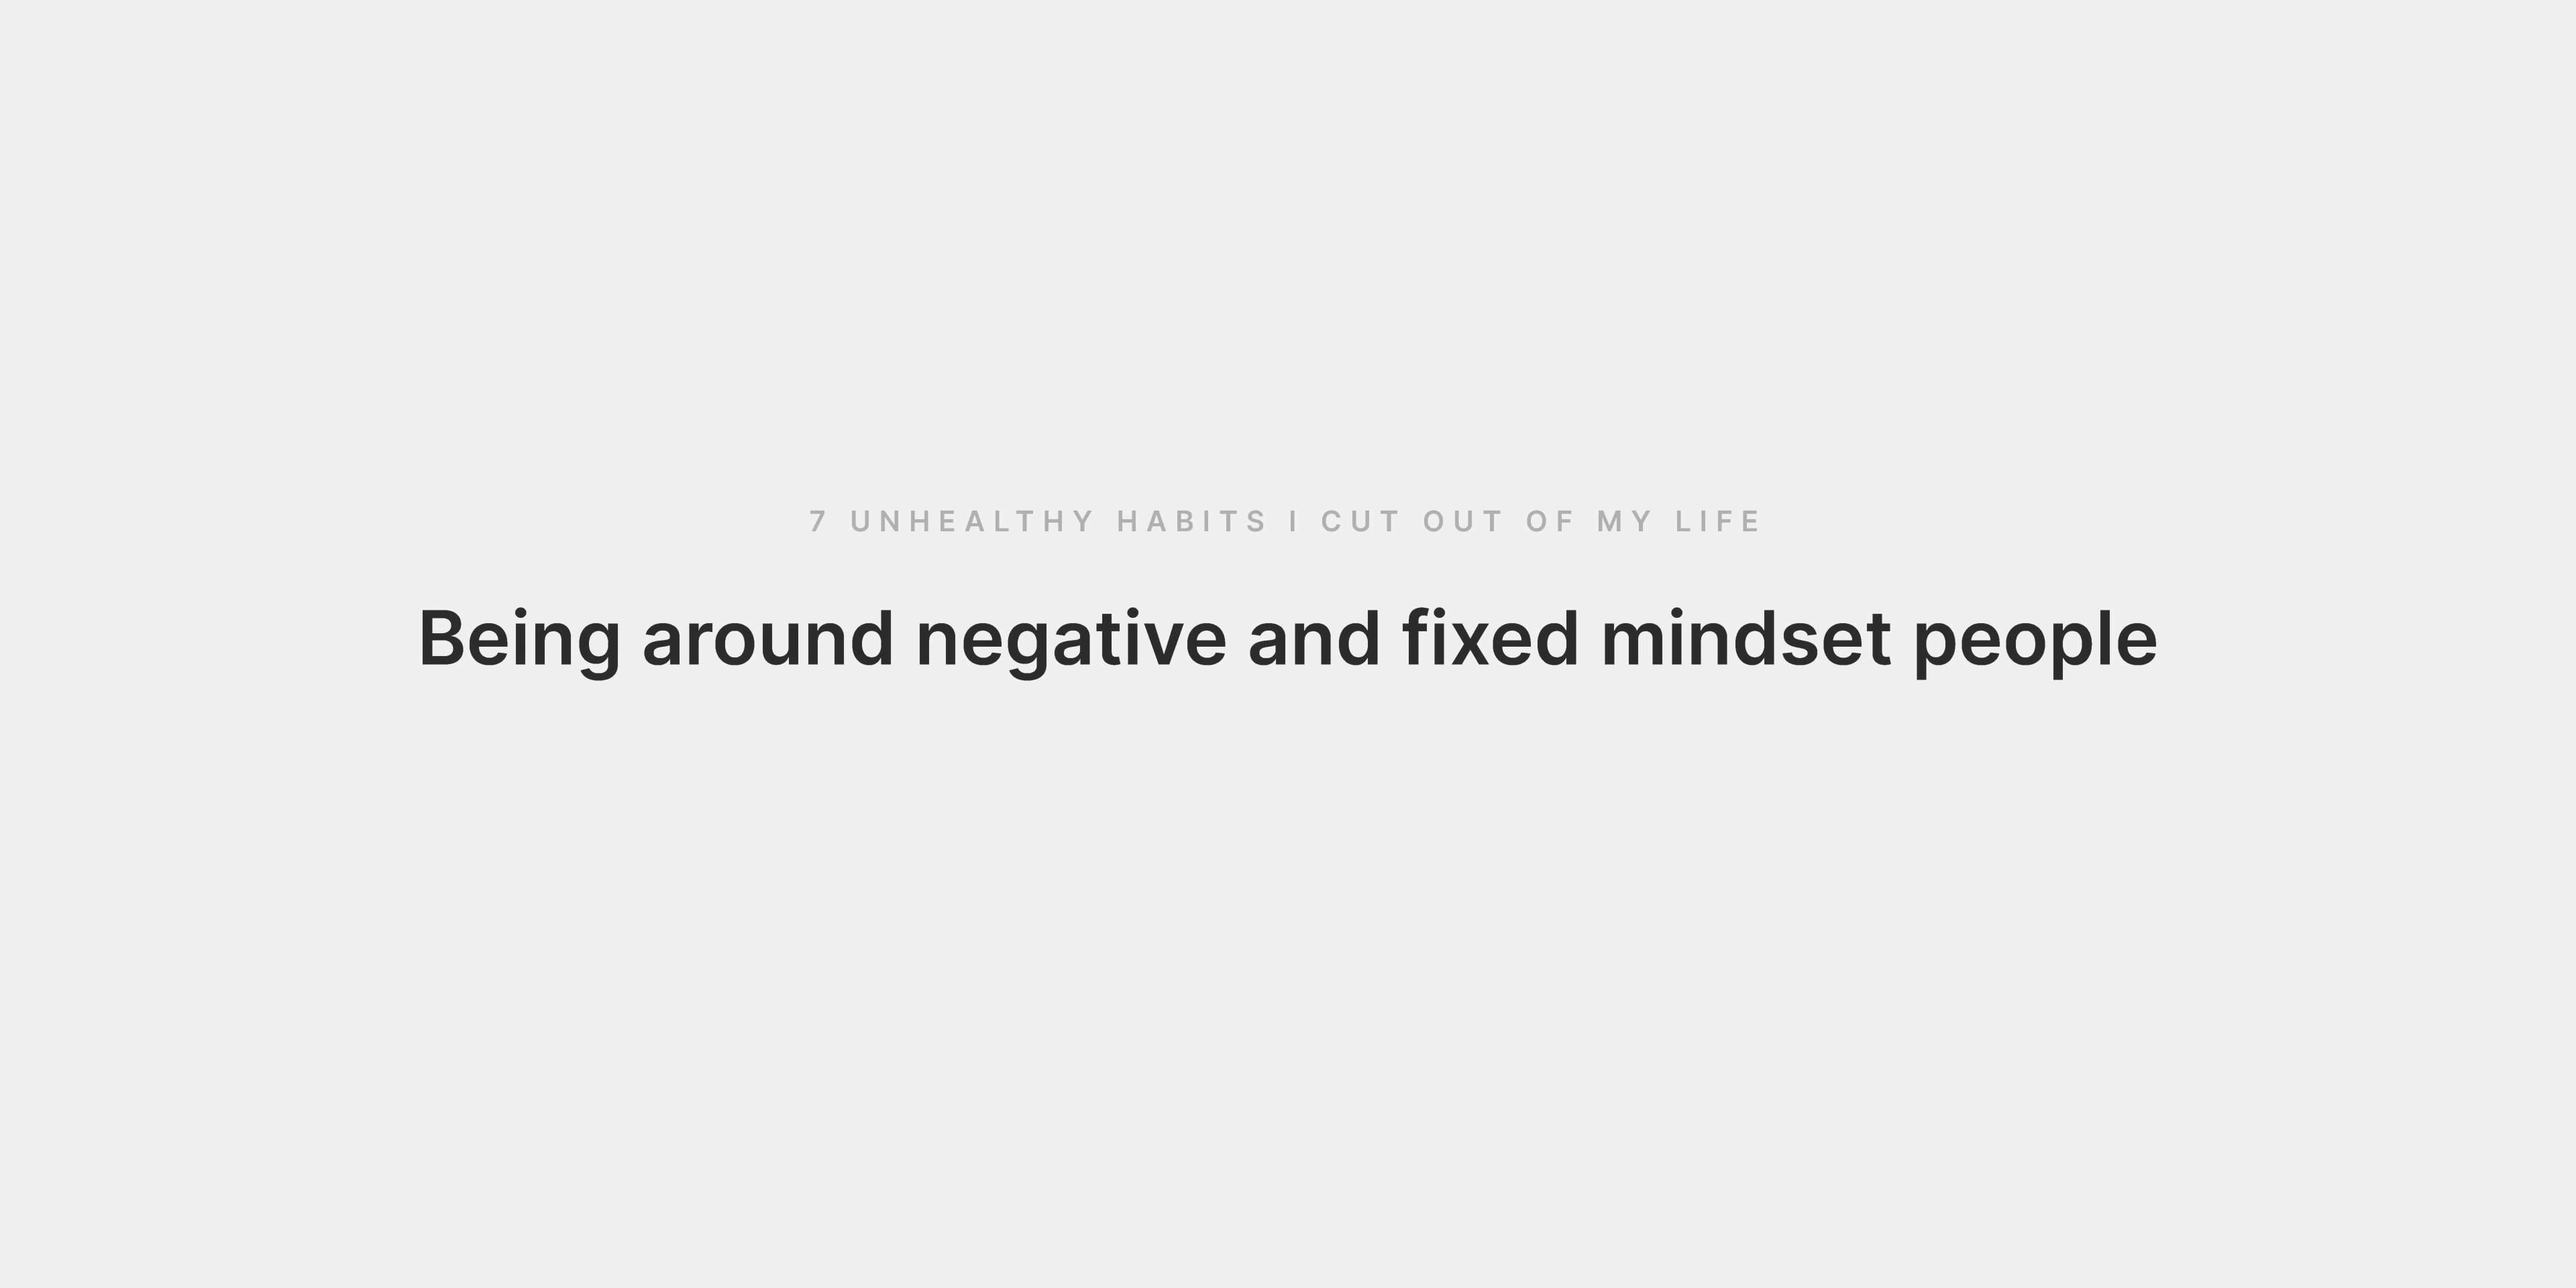 7 UNHEALTHY HABITS I CUT OUT OF MY LIFE
Being around negative and fixed mindset people